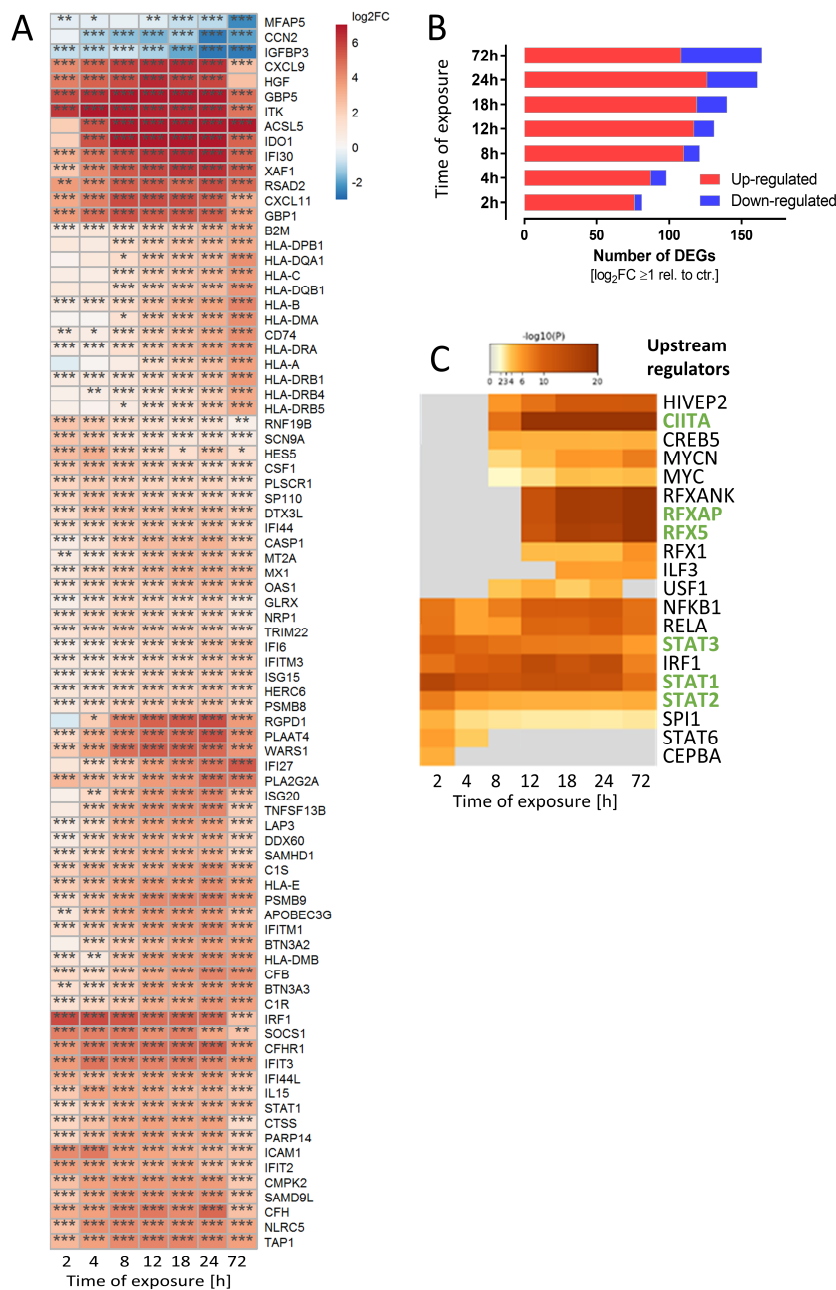 A
log2FC
6
4
2
0
-2
MFAP5
CCN2
IGFBP3
CXCL9
HGF
GBP5
ITK
ACSL5
IDO1
IFI30
XAF1
RSAD2
CXCL11
GBP1
B2M
HLA-DPB1
HLA-DQA1
HLA-C
HLA-DQB1
HLA-B
HLA-DMA
CD74
HLA-DRA
HLA-A
HLA-DRB1
HLA-DRB4
HLA-DRB5
RNF19B
SCN9A
HES5
CSF1
PLSCR1
SP110
DTX3L
IFI44
CASP1
MT2A
MX1
OAS1
GLRX
NRP1
TRIM22
IFI6
IFITM3
ISG15
HERC6
PSMB8
RGPD1
PLAAT4
WARS1
IFI27
PLA2G2A
ISG20
TNFSF13B
LAP3
DDX60
SAMHD1
C1S
HLA-E
PSMB9
APOBEC3G
IFITM1
BTN3A2
HLA-DMB
CFB
BTN3A3
C1R
IRF1
SOCS1
CFHR1
IFIT3
IFI44L
IL15
STAT1
CTSS
PARP14
ICAM1
IFIT2
CMPK2
SAMD9L
CFH
NLRC5
TAP1
2 4 8 12 18 24 72
Time of exposure [h]
B
Time of exposure
72h
24h
18h
12h
8h
4h
2h
Up-regulated
Down-regulated
0 50 100 150
Number of DEGs
[log2FC ≥1 rel. to ctr.]
C
-log10(P)
0 2 3 4 6 10 20
Upstream
regulators
HIVEP2
CIITA
CREB5
MYCN
MYC
RFXANK
RFXAP
RFX5
RFX1
ILF3
USF1
NFKB1
RELA
STAT3
IRF1
STAT1
STAT2
SPI1
STAT6
CEPBA
2 4 8 12 18 24 72
Time of exposure [h]